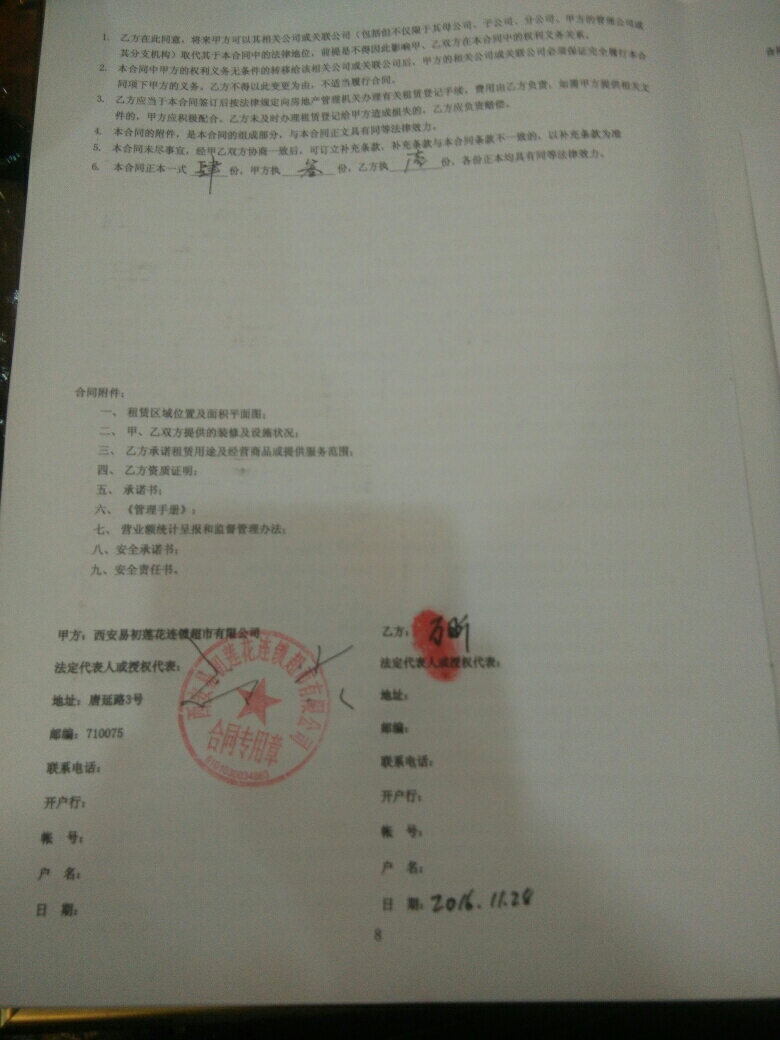 1. 乙方在此同意，将来甲方可以其相关公司或关联公司（包括但不仅限于其母公司、子公司、分公司、甲方的管理公司或
其分支机构）取代其于本合同中的法律地位，前提是不得因此影响甲、乙双方在本合同中的权利义务关系。
2. 本合同中甲方的权利义务无条件的转移给该相关公司或关联公司后，甲方的相关公司或关联公司必须保证完全履行本合
同项下甲方的义务。乙方不得以此变更为由，不适当履行合同。
3. 乙方应当于本合同签订后按法律规定向房地产管理机关办理有关租赁登记手续，费用由乙方负责，如需甲方提供相关文
件的，甲方应积极配合。乙方未及时办理租赁登记给甲方造成损失的，乙方应负责赔偿。
4. 本合同的附件，是本合同的组成部分，与本合同正文具有同等法律效力。
5. 本合同未尽事宜，经甲乙双方协商一致后，可订立补充条款，补充条款与本合同条款不一致的，以补充条款为准
6. 本合同正本一式 肆 份，甲方执 叁 份，乙方执 份，各份正本均具有同等法律效力。
合同附件：
一、 租赁区域位置及面积平面图；
二、 甲、乙双方提供的装修及设施状况；
三、 乙方承诺租赁用途及经营商品或提供服务范围；
四、 乙方资质证明；
五、 承诺书；
六、 《管理手册》；
七、 营业额统计呈报和监督管理办法；
八、安全承诺书；
九、安全责任书。
甲方：西安易初莲花连锁超市有限公司
法定代表人或授权代表：
地址：唐延路3号
邮编：710075
联系电话：
开户行：
帐 号：
户 名：
日 期：
西安易初莲花连锁超市有限公司
合同专用章
乙方：万昕
法定代表人或授权代表：
地址：
邮编：
联系电话：
开户行：
帐 号：
户 名：
日 期：2016.11.28
8